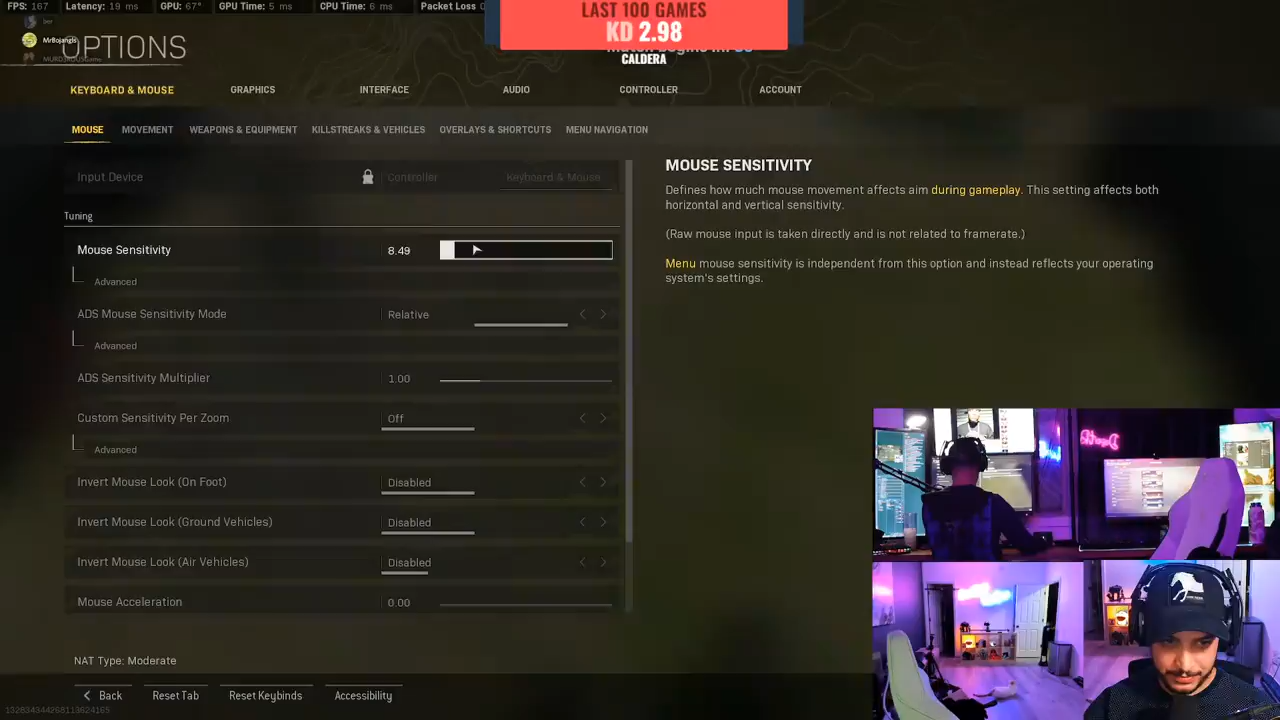 FPS: 167 Latency: 19 ms GPU: 67° GPU Time: 5 ms CPU Time: 6 ms Packet Loss
LAST 100 GAMES
KD 2.98
CALDERA
MrBojangls
OPTIONS
KEYBOARD & MOUSE GRAPHICS INTERFACE AUDIO CONTROLLER ACCOUNT
MOUSE MOVEMENT WEAPONS & EQUIPMENT KILLSTREAKS & VEHICLES OVERLAYS & SHORTCUTS MENU NAVIGATION
Input Device Controller Keyboard & Mouse
Tuning
Mouse Sensitivity 8.49
Advanced
ADS Mouse Sensitivity Mode Relative
Advanced
ADS Sensitivity Multiplier 1.00
Custom Sensitivity Per Zoom Off
Advanced
Invert Mouse Look (On Foot) Disabled
Invert Mouse Look (Ground Vehicles) Disabled
Invert Mouse Look (Air Vehicles) Disabled
Mouse Acceleration 0.00
MOUSE SENSITIVITY
Defines how much mouse movement affects aim during gameplay. This setting affects both
horizontal and vertical sensitivity.
(Raw mouse input is taken directly and is not related to framerate.)
Menu mouse sensitivity is independent from this option and instead reflects your operating
system's settings.
NAT Type: Moderate
Back Reset Tab Reset Keybinds Accessibility